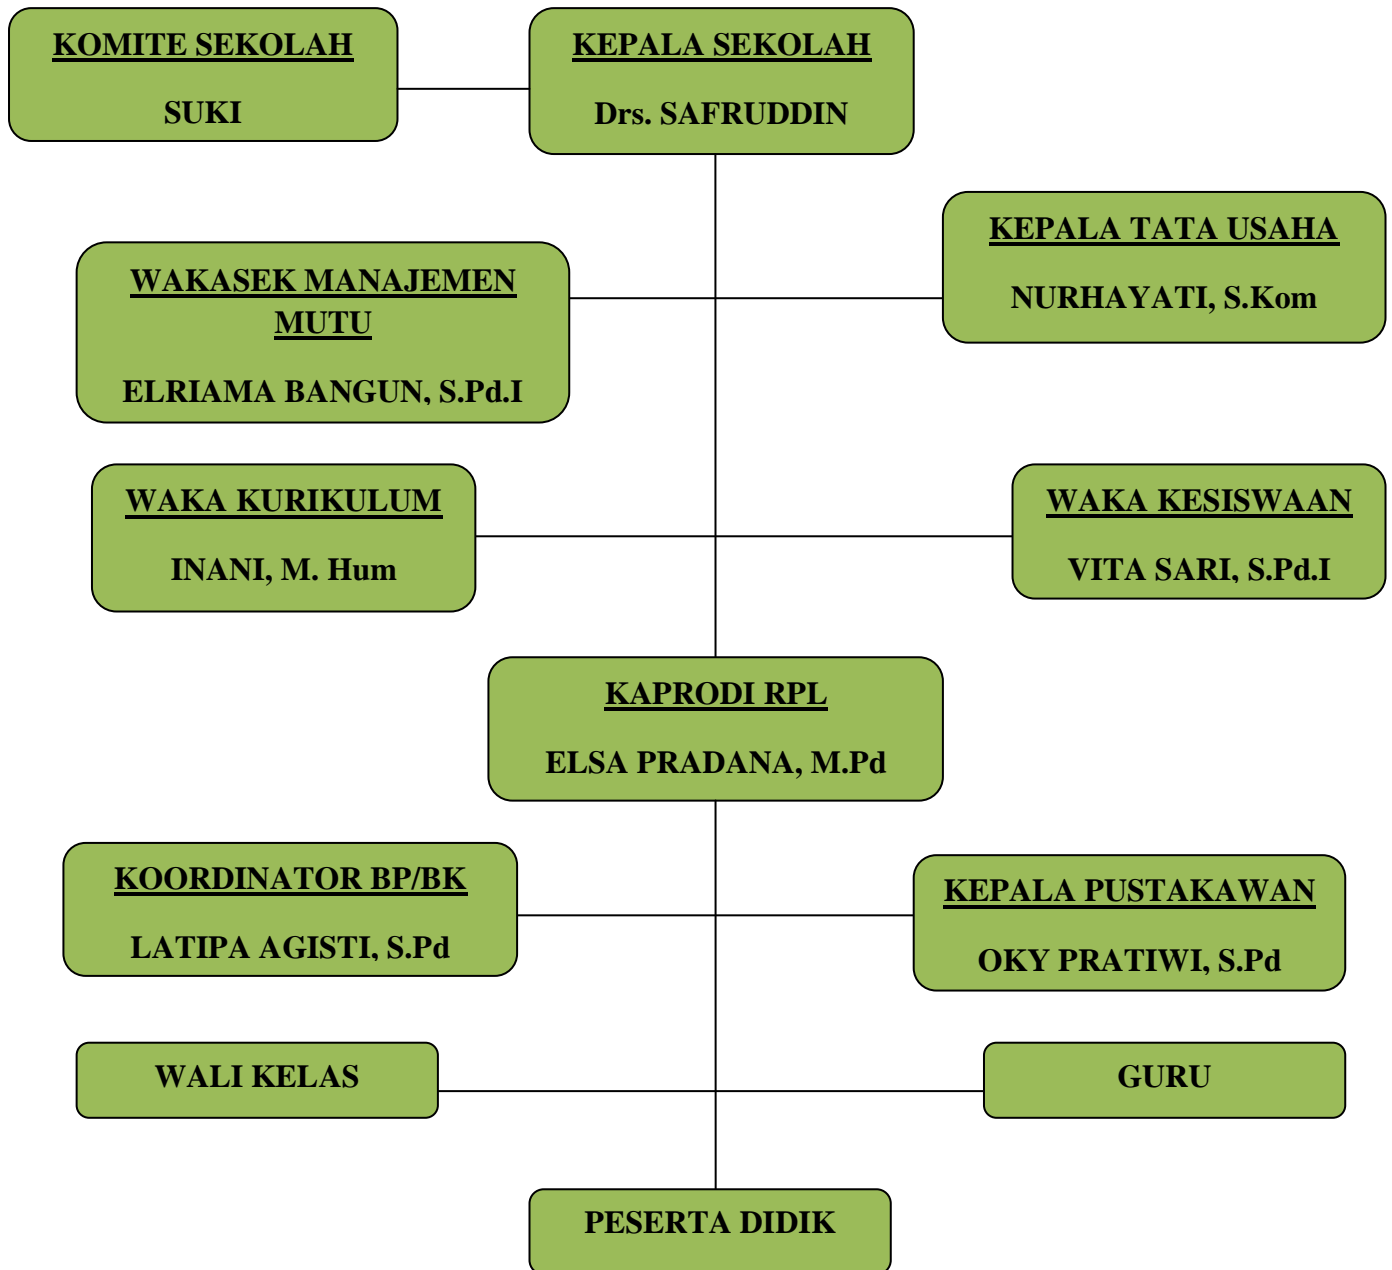 KOMITE SEKOLAH
SUKI
KEPALA SEKOLAH
Drs. SAFRUDDIN
KEPALA TATA USAHA
NURHAYATI, S.Kom
WAKASEK MANAJEMEN
MUTU
ELRIAMA BANGUN, S.Pd.I
WAKA KURIKULUM
INANI, M. Hum
WAKA KESISWAAN
VITA SARI, S.Pd.I
KAPRODI RPL
ELSA PRADANA, M.Pd
KOORDINATOR BP/BK
LATIPA AGISTI, S.Pd
KEPALA PUSTAKAWAN
OKY PRATIWI, S.Pd
WALI KELAS
GURU
PESERTA DIDIK